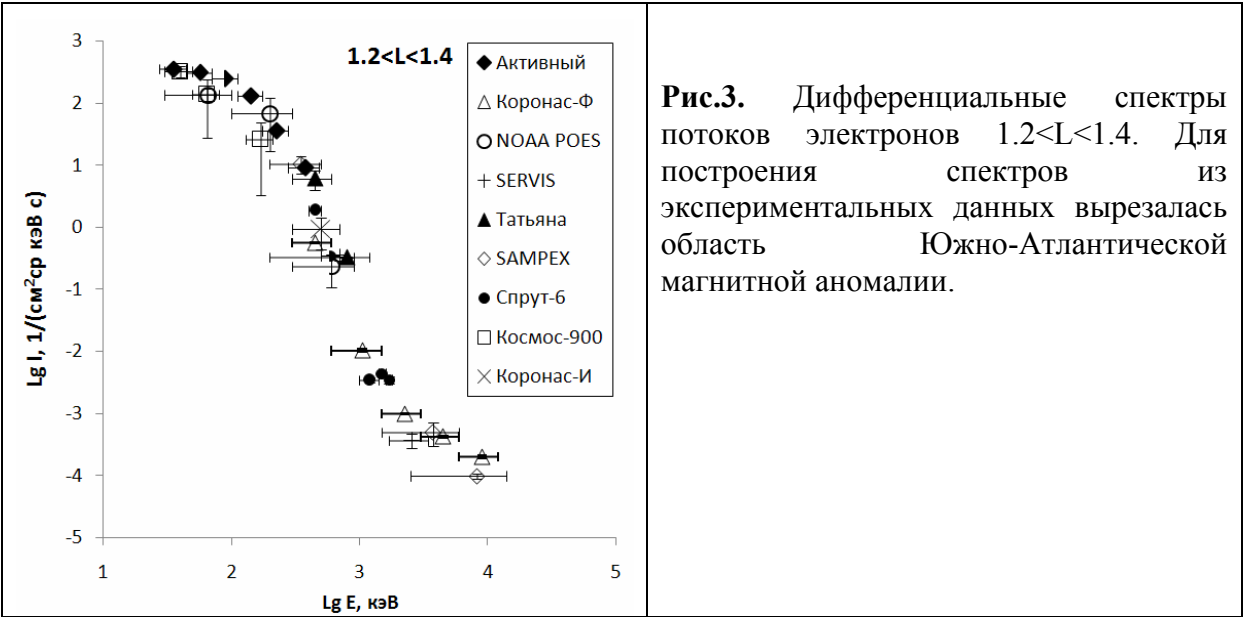 3
2
1
0
-1
-2
-3
-4
-5
Lg I, 1/(см²ср кэВ с)
1.2<L<1.4
Активный
Коронас-Ф
NOAA POES
SERVIS
Татьяна
SAMPEX
Спрут-6
Космос-900
Коронас-И
1 2 3 4 5
Lg E, кэВ
Рис.3. Дифференциальные спектры
потоков электронов 1.2<L<1.4. Для
построения спектров из
экспериментальных данных вырезалась
область Южно-Атлантической
магнитной аномалии.